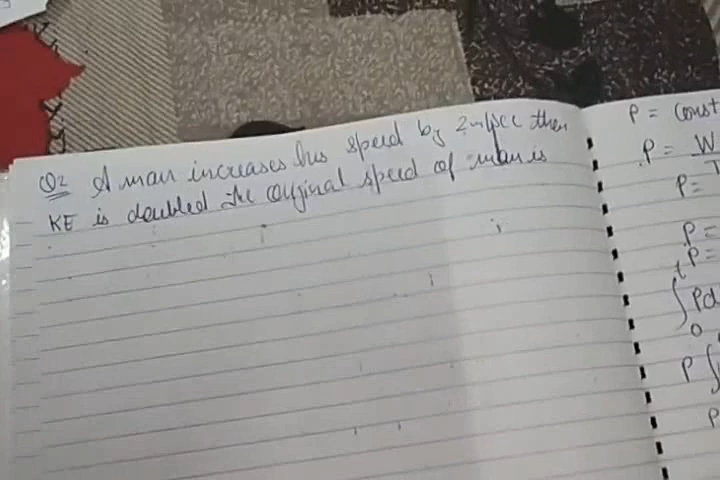 Q2 A man increases his speed by 2m/sec then
KE is doubled the original speed of man is
P = const
P = W
T
P =
P =
P =
t
∫ Pd
0
P ∫
P